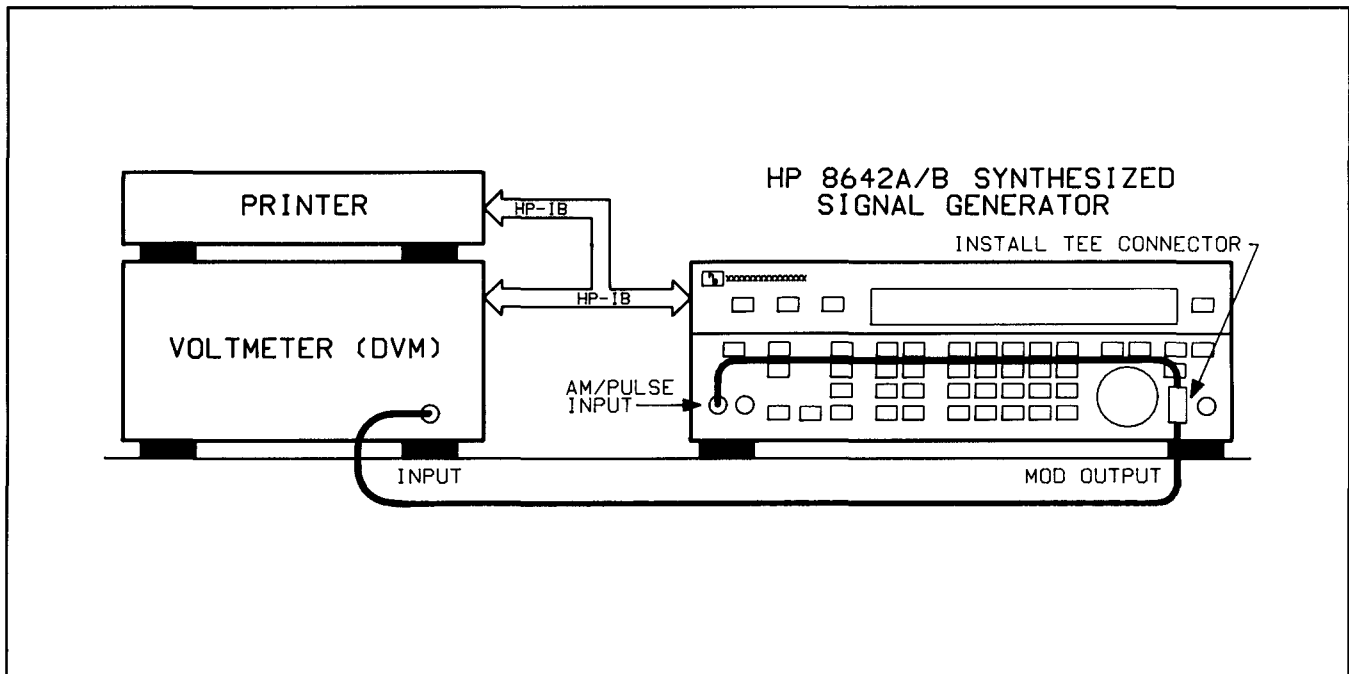 HP 8642A/B SYNTHESIZED
SIGNAL GENERATOR
PRINTER
HP-IB
INSTALL TEE CONNECTOR
HP-IB
VOLTMETER (DVM)
AM/PULSE
INPUT
INPUT
MOD OUTPUT